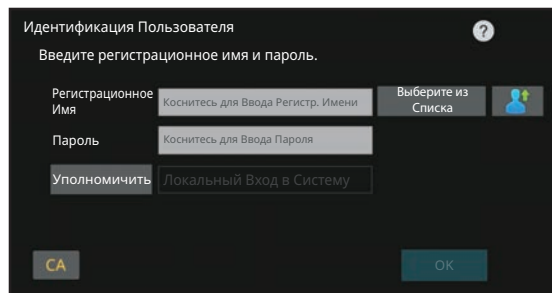 Идентификация Пользователя
?
Введите регистрационное имя и пароль.
Регистрационное
Имя
Коснитесь для Ввода Регистр. Имени
Выберите из
Списка
Пароль
Коснитесь для Ввода Пароля
Уполномичить
Локальный Вход в Систему
CA
OK